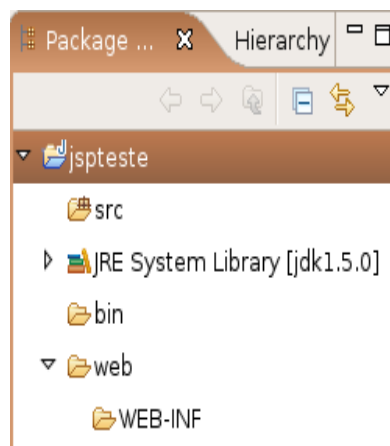 Package ... Hierarchy
jspteste
src
JRE System Library [jdk1.5.0]
bin
web
WEB-INF